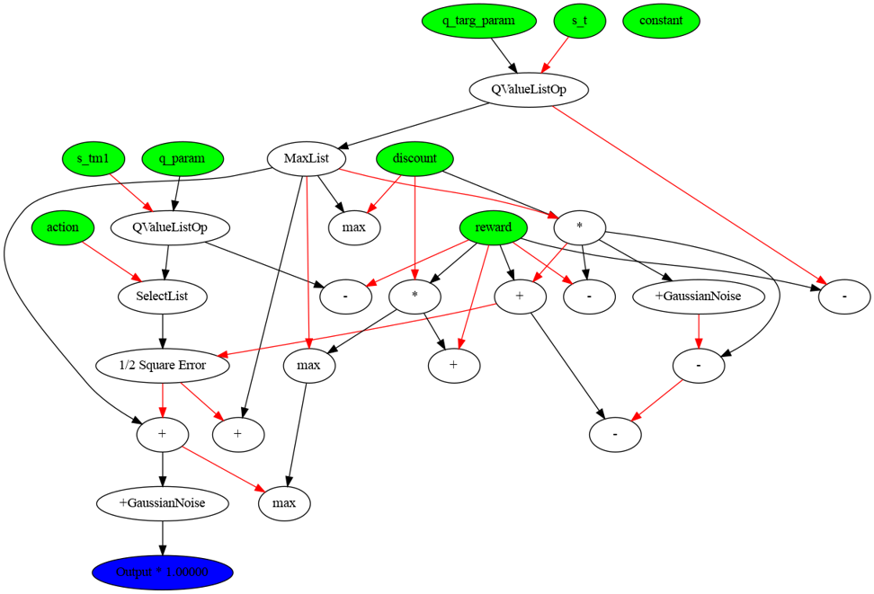 q_targ_param
s_t
constant
QValueListOp
s_tm1
q_param
MaxList
discount
action
QValueListOp
max
reward
*
SelectList
-
*
+
-
+GaussianNoise
-
1/2 Square Error
max
+
-
+
+
-
+GaussianNoise
max
Output * 1.00000